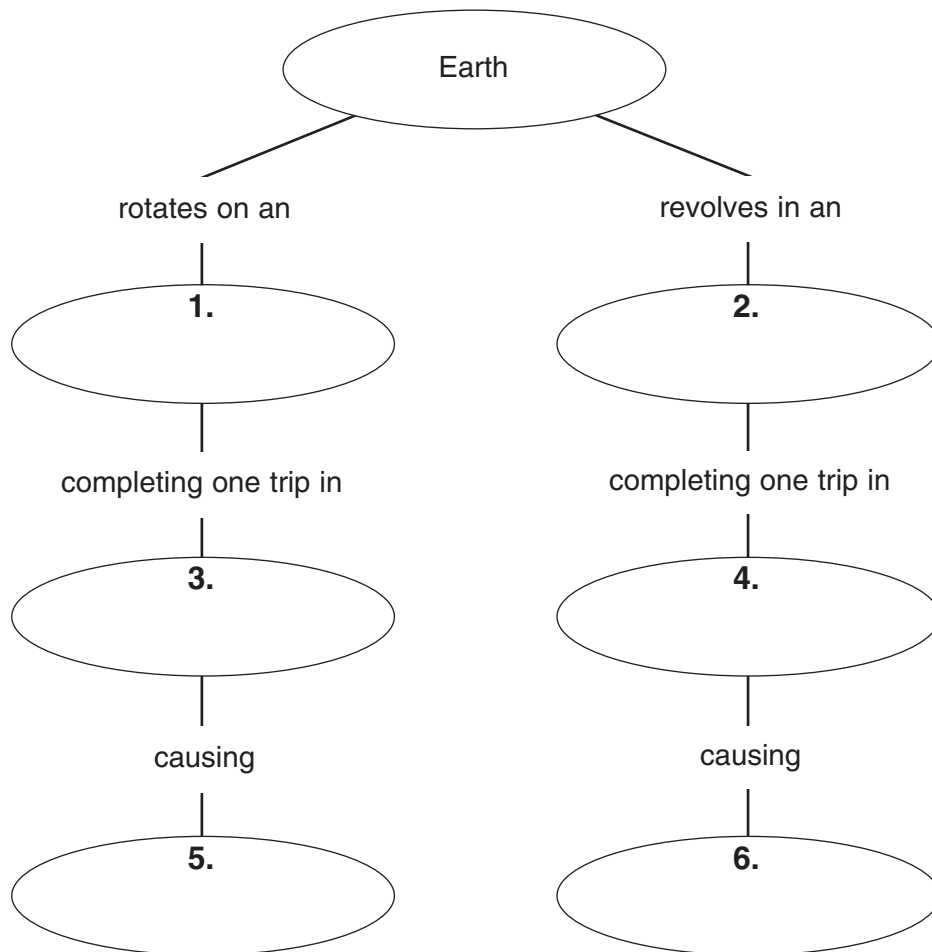 Earth
rotates on an
revolves in an
1.
2.
completing one trip in
completing one trip in
3.
4.
causing
causing
5.
6.